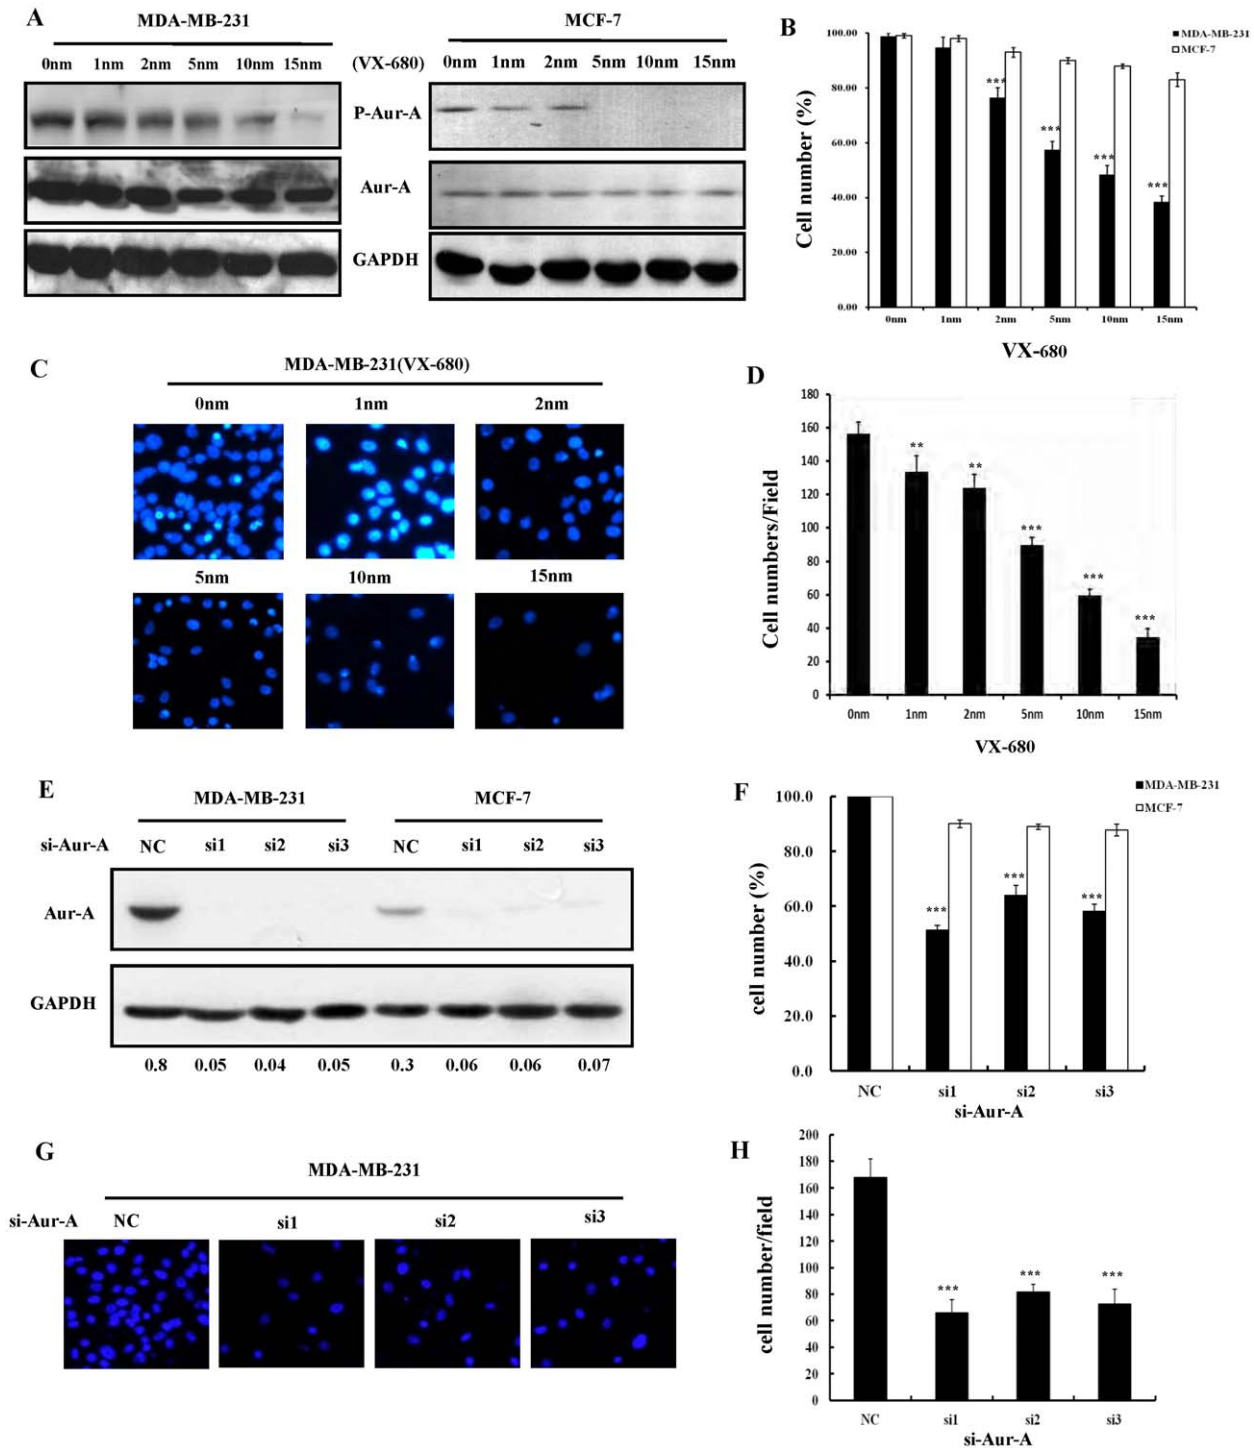 A
MDA-MB-231
MCF-7
0nm 1nm 2nm 5nm 10nm 15nm
(VX-680)
0nm 1nm 2nm 5nm 10nm 15nm
P-Aur-A
Aur-A
GAPDH
B
MDA-MB-231
MCF-7
100.00
80.00
60.00
40.00
20.00
0.00
Cell number (%)
***
***
***
***
0nm 1nm 2nm 5nm 10nm 15nm
VX-680
C
MDA-MB-231(VX-680)
0nm 1nm 2nm
5nm 10nm 15nm
D
180
160
140
120
100
80
60
40
20
0
Cell numbers/Field
**
**
***
***
***
0nm 1nm 2nm 5nm 10nm 15nm
VX-680
E
MDA-MB-231 MCF-7
si-Aur-A NC si1 si2 si3 NC si1 si2 si3
Aur-A
GAPDH
0.8 0.05 0.04 0.05 0.3 0.06 0.06 0.07
F
MDA-MB-231
MCF-7
100.0
80.0
60.0
40.0
20.0
0.0
cell number (%)
***
***
***
NC si1 si2 si3
si-Aur-A
G
MDA-MB-231
si-Aur-A NC si1 si2 si3
H
200
180
160
140
120
100
80
60
40
20
0
cell number/field
***
***
***
NC si1 si2 si3
si-Aur-A